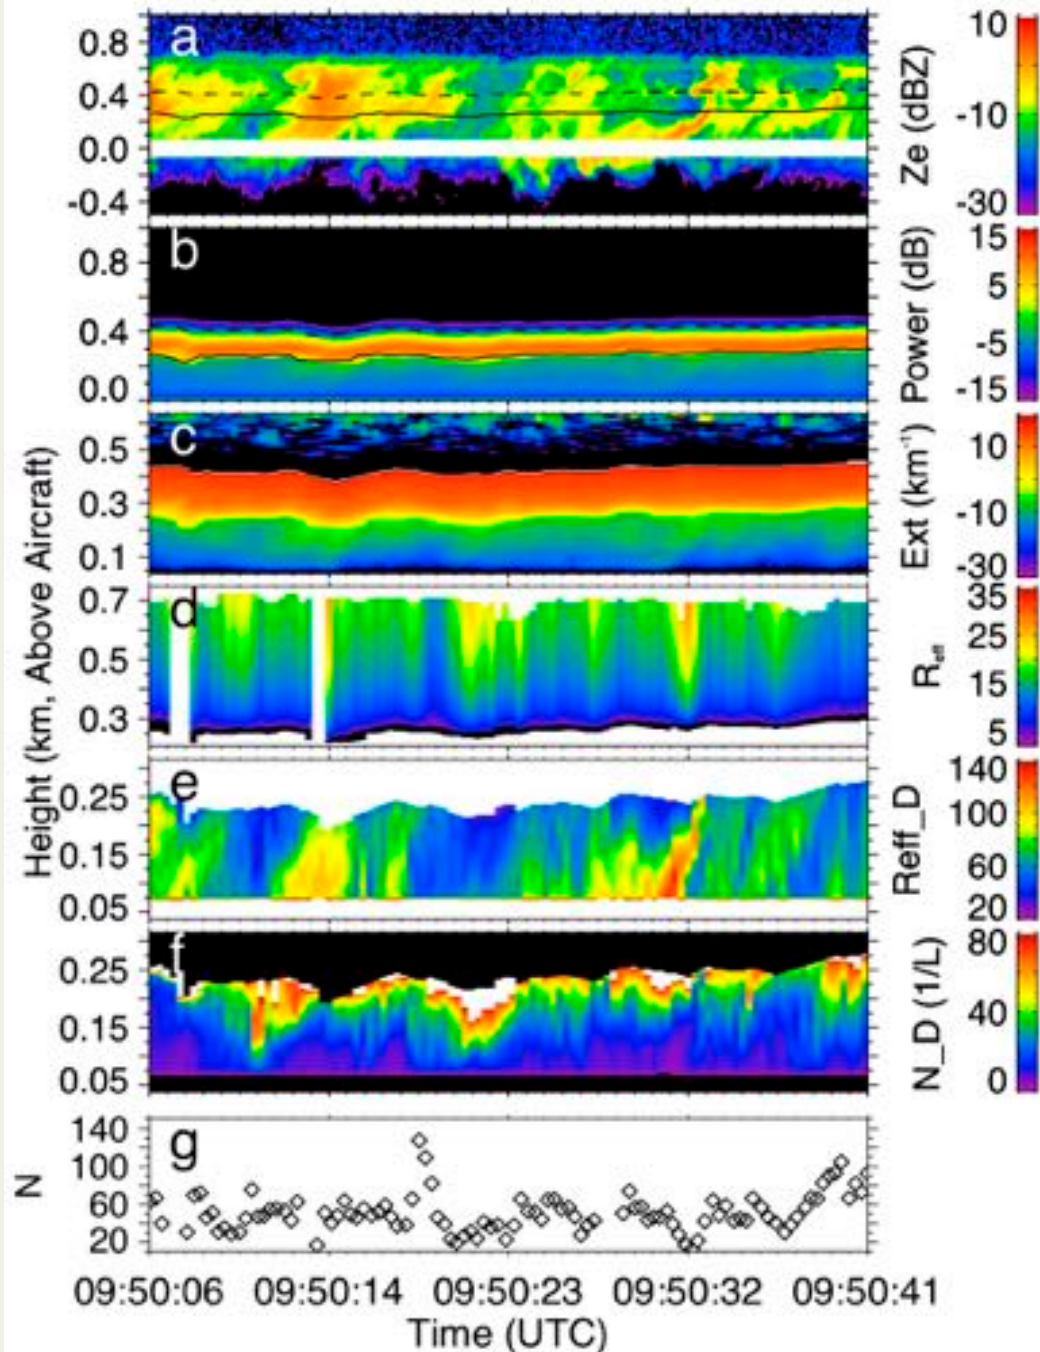 a
0.8
0.4
0.0
-0.4
Ze (dBZ)
10
-10
-30
b
0.8
0.4
0.0
Power (dB)
15
5
-5
-15
c
0.5
0.3
0.1
Ext (km⁻¹)
10
-10
-30
d
0.7
0.5
0.3
R_eff
35
25
15
5
e
0.25
0.15
0.05
Reff_D
140
100
60
20
f
0.25
0.15
0.05
N_D (1/L)
80
40
0
g
140
100
60
20
N
Height (km, Above Aircraft)
09:50:06 09:50:14 09:50:23 09:50:32 09:50:41
Time (UTC)